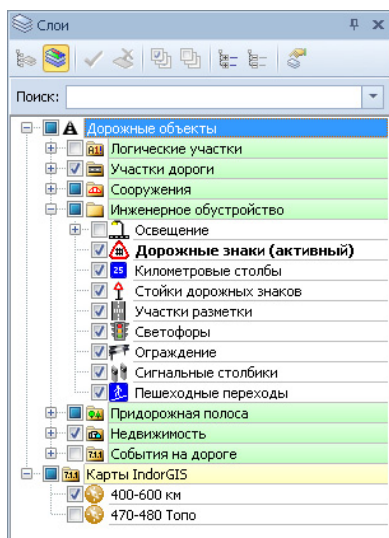 Слои
Поиск:
А Дорожные объекты
Логические участки
Участки дороги
Сооружения
Инженерное обустройство
Освещение
Дорожные знаки (активный)
25 Километровые столбы
Стойки дорожных знаков
Участки разметки
Светофоры
Ограждение
Сигнальные столбики
Пешеходные переходы
Придорожная полоса
Недвижимость
События на дороге
Карты IndorGIS
400-600 км
470-480 Топо